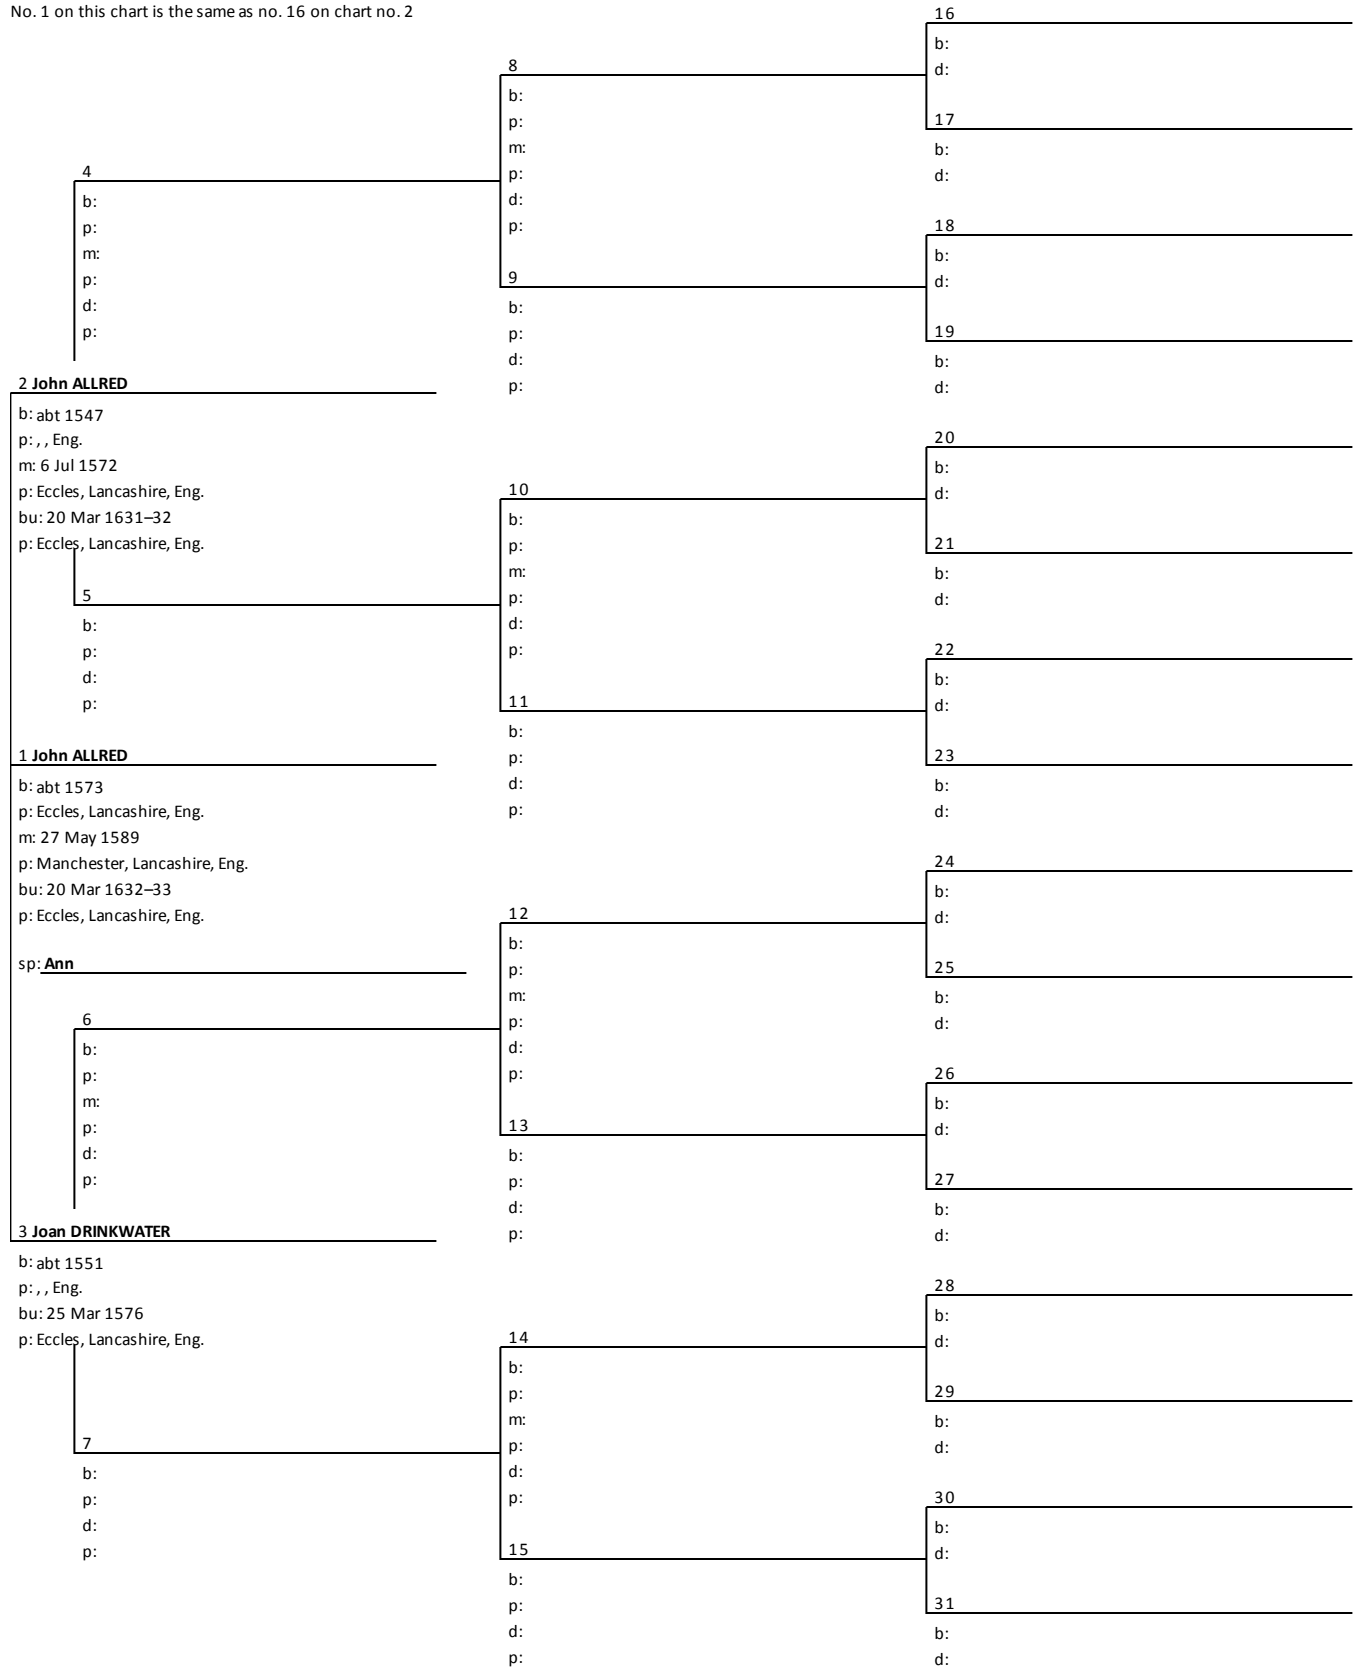 No. 1 on this chart is the same as no. 16 on chart no. 2
4
b:
p:
m:
p:
d:
p:
2 John ALLRED
b: abt 1547
p: , , Eng.
m: 6 Jul 1572
p: Eccles, Lancashire, Eng.
bu: 20 Mar 1631–32
p: Eccles, Lancashire, Eng.
5
b:
p:
d:
p:
1 John ALLRED
b: abt 1573
p: Eccles, Lancashire, Eng.
m: 27 May 1589
p: Manchester, Lancashire, Eng.
bu: 20 Mar 1632–33
p: Eccles, Lancashire, Eng.
sp: Ann
6
b:
p:
m:
p:
d:
p:
3 Joan DRINKWATER
b: abt 1551
p: , , Eng.
bu: 25 Mar 1576
p: Eccles, Lancashire, Eng.
7
b:
p:
d:
p:
8
b:
p:
m:
p:
d:
p:
9
b:
p:
d:
p:
10
b:
p:
m:
p:
d:
p:
11
b:
p:
d:
p:
12
b:
p:
m:
p:
d:
p:
13
b:
p:
d:
p:
14
b:
p:
m:
p:
d:
p:
15
b:
p:
d:
p:
16
b:
d:
17
b:
d:
18
b:
d:
19
b:
d:
20
b:
d:
21
b:
d:
22
b:
d:
23
b:
d:
24
b:
d:
25
b:
d:
26
b:
d:
27
b:
d:
28
b:
d:
29
b:
d:
30
b:
d:
31
b:
d: